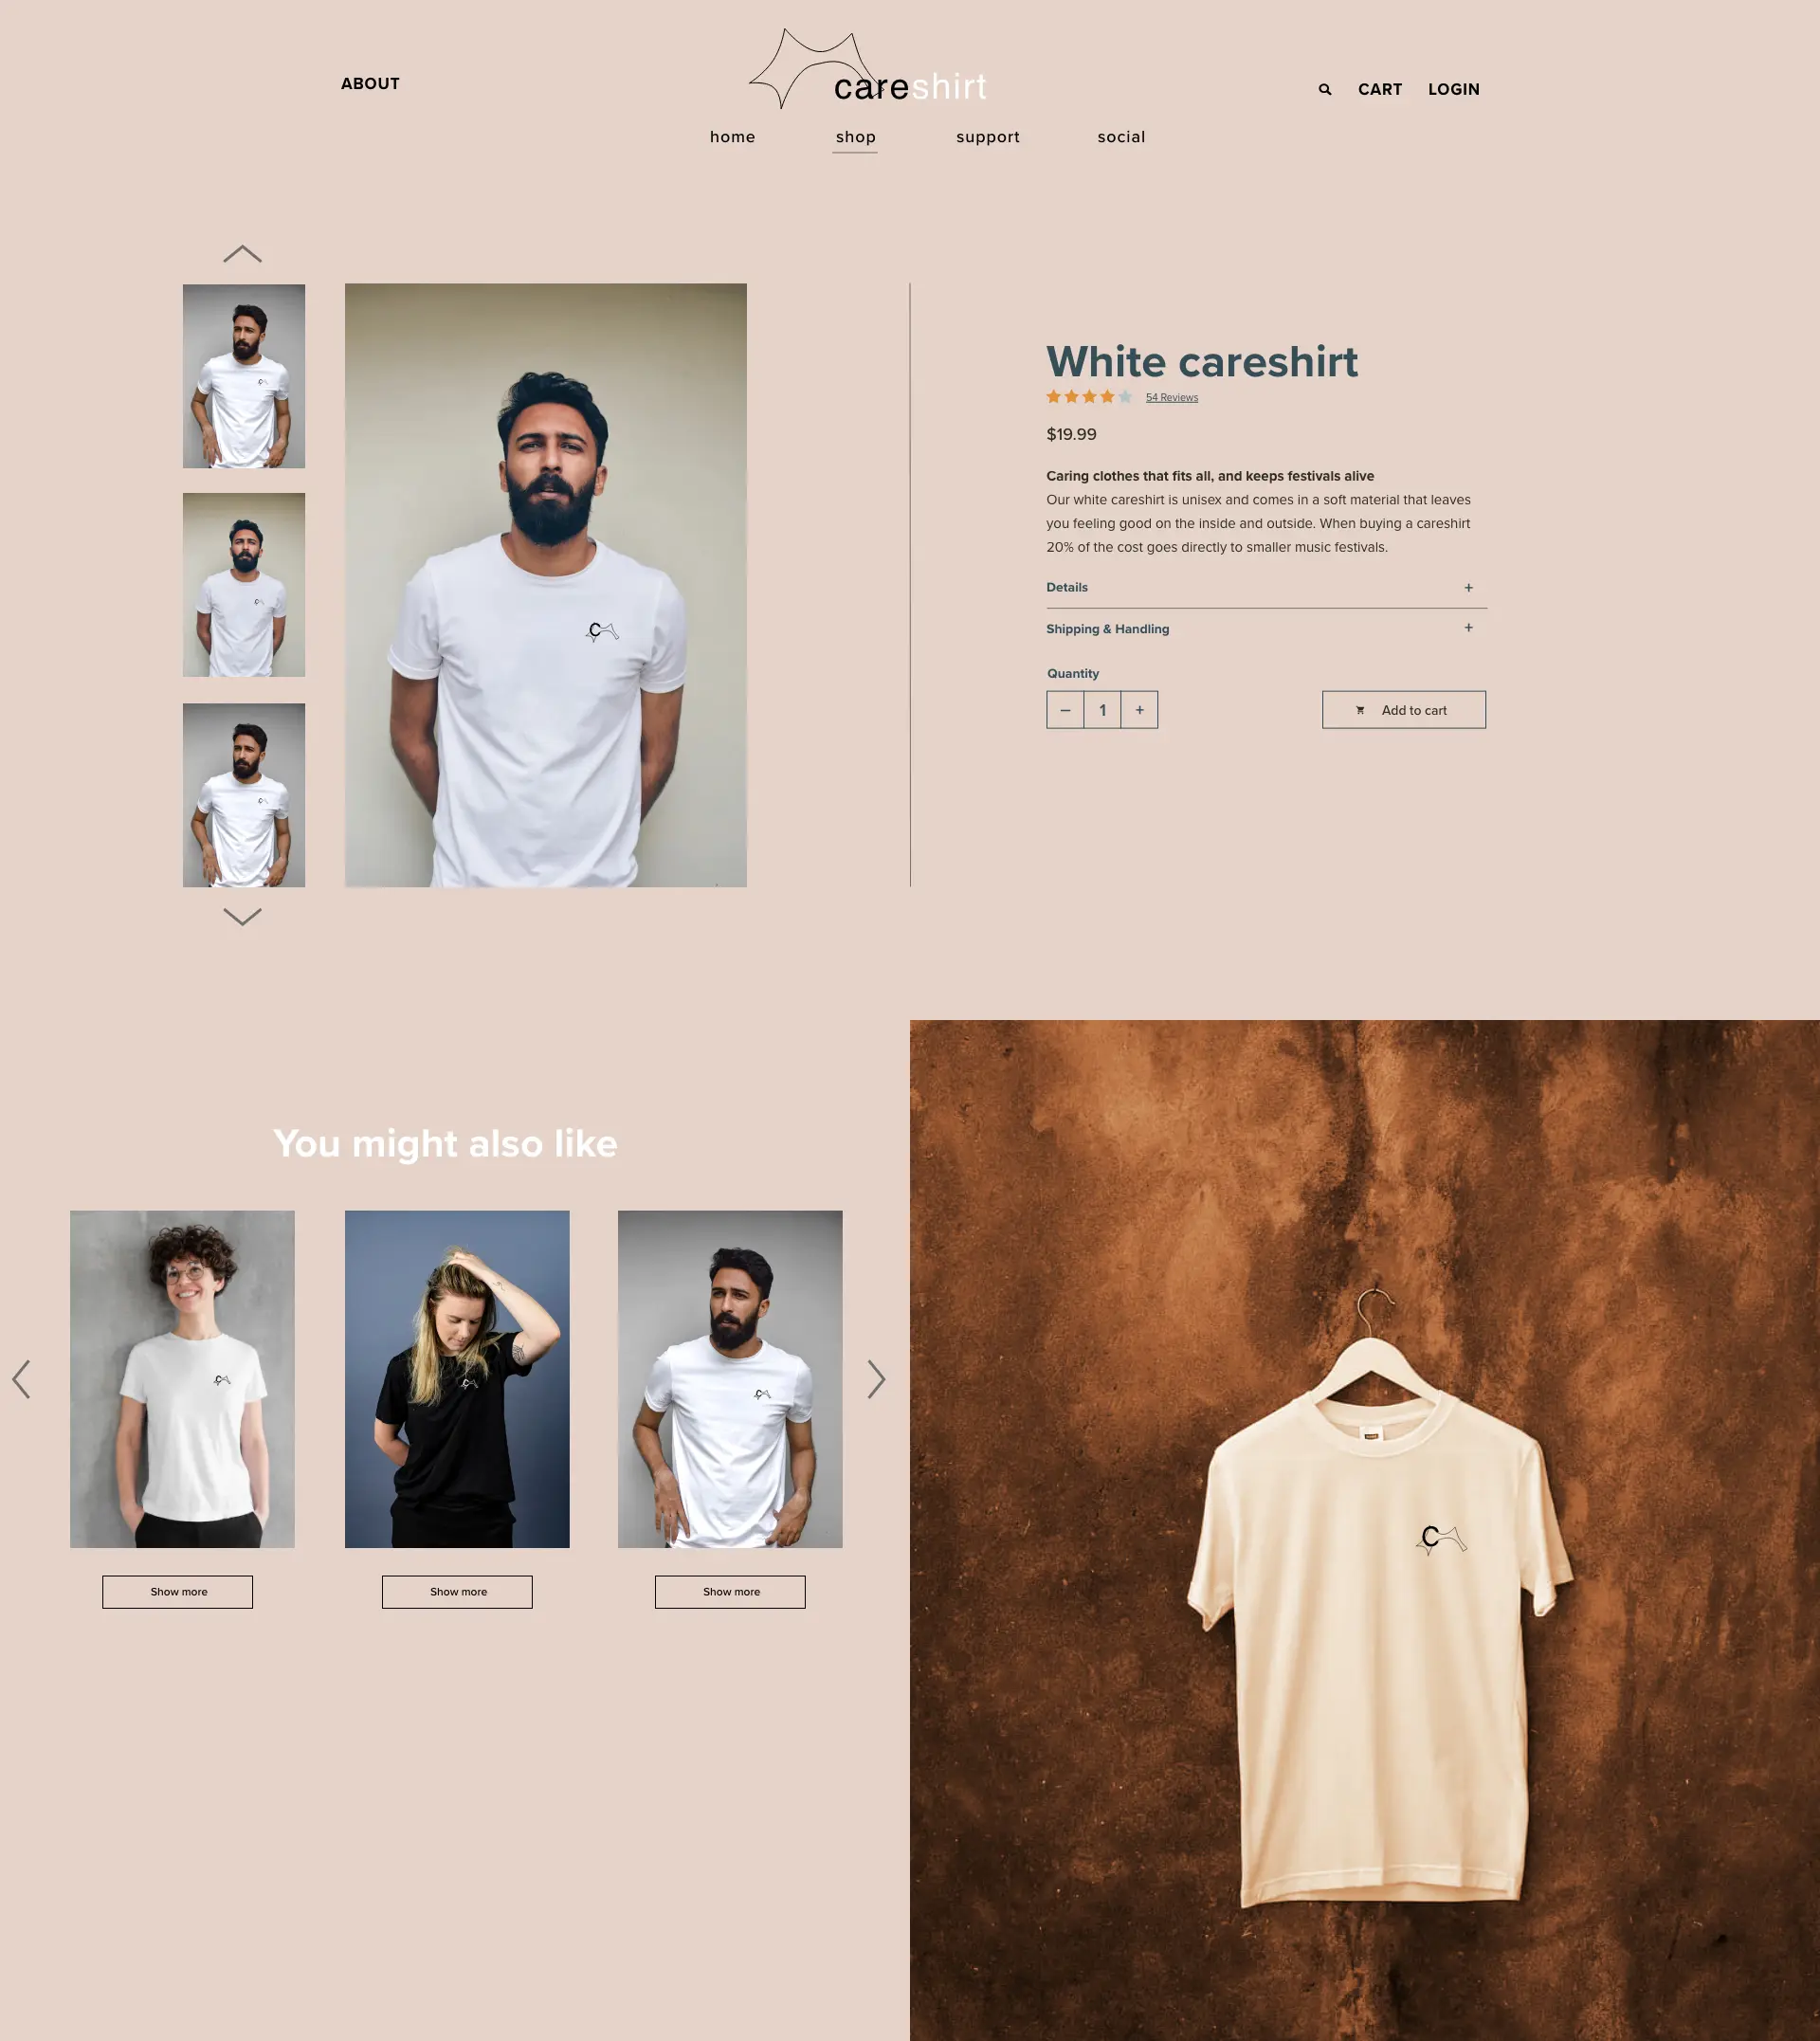 ABOUT
careshirt
CART
LOGIN
home
shop
support
social
White careshirt
54 Reviews
$19.99
Caring clothes that fits all, and keeps festivals alive
Our white careshirt is unisex and comes in a soft material that leaves
you feeling good on the inside and outside. When buying a careshirt
20% of the cost goes directly to smaller music festivals.
Details +
Shipping & Handling +
Quantity
– 1 +
Add to cart
You might also like
Show more
Show more
Show more
C